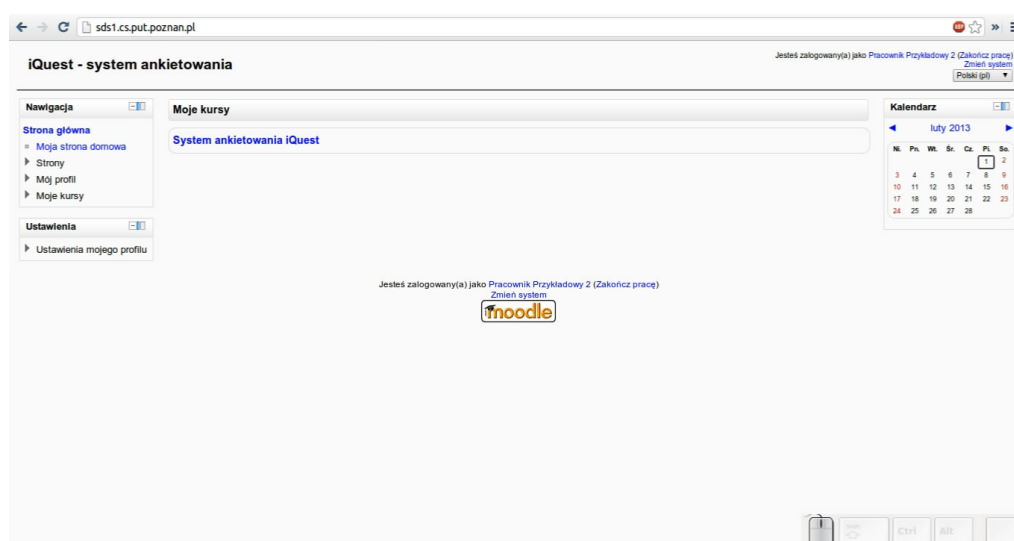 sds1.cs.put.poznan.pl
iQuest - system ankietowania
Jesteś zalogowany(a) jako Pracownik Przykładowy 2 (Zakończ pracę)
Zmień system
Polski (pl)
Nawigacja
Strona główna
Moja strona domowa
Strony
Mój profil
Moje kursy
Ustawienia
Ustawienia mojego profilu
Moje kursy
System ankietowania iQuest
Kalendarz
luty 2013
Ni. Pn. Wt. Śr. Cz. Pi. So.
1 2
3 4 5 6 7 8 9
10 11 12 13 14 15 16
17 18 19 20 21 22 23
24 25 26 27 28
Jesteś zalogowany(a) jako Pracownik Przykładowy 2 (Zakończ pracę)
Zmień system
moodle
Ctrl Alt